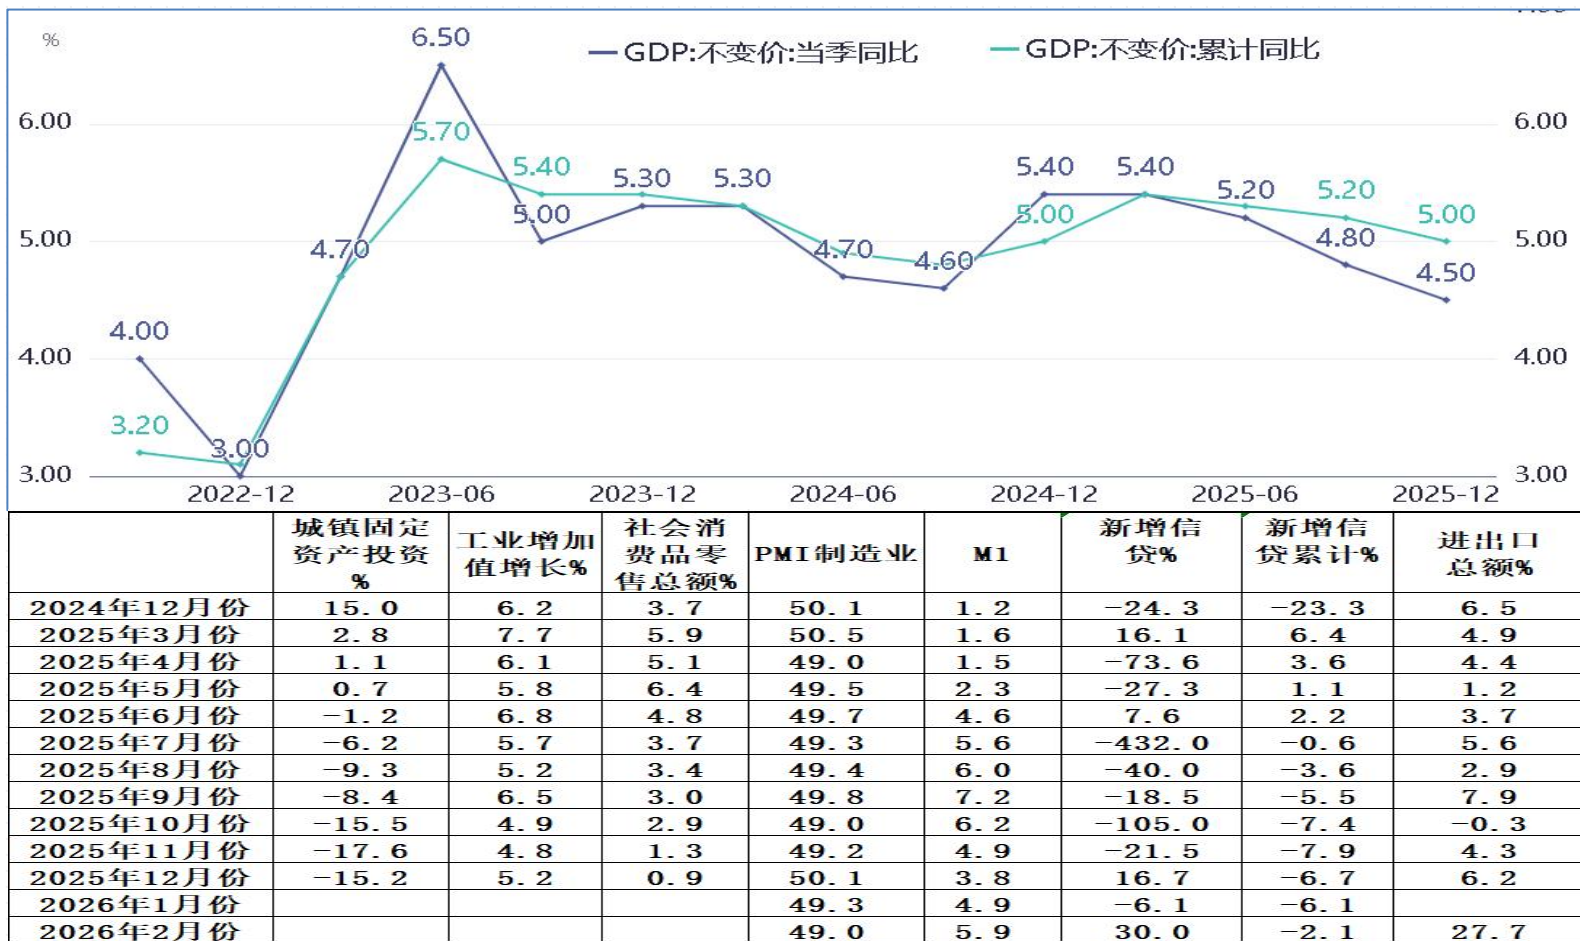 %
GDP:不变价:当季同比
GDP:不变价:累计同比
6.50
6.00
6.00
5.70
5.40
5.30
5.30
5.40
5.40
5.20
5.20
5.00
5.00
5.00
5.00
5.00
4.70
4.70
4.60
4.80
4.50
4.00
4.00
4.00
3.20
3.00
3.00
3.00
2022-12 2023-06 2023-12 2024-06 2024-12 2025-06 2025-12
城镇固定资产投资% 工业增加值增长% 社会消费品零售总额% PMI制造业 M1 新增信贷% 新增信贷累计% 进出口总额%
2024年12月份 15.0 6.2 3.7 50.1 1.2 -24.3 -23.3 6.5
2025年3月份 2.8 7.7 5.9 50.5 1.6 16.1 6.4 4.9
2025年4月份 1.1 6.1 5.1 49.0 1.5 -73.6 3.6 4.4
2025年5月份 0.7 5.8 6.4 49.5 2.3 -27.3 1.1 1.2
2025年6月份 -1.2 6.8 4.8 49.7 4.6 7.6 2.2 3.7
2025年7月份 -6.2 5.7 3.7 49.3 5.6 -432.0 -0.6 5.6
2025年8月份 -9.3 5.2 3.4 49.4 6.0 -40.0 -3.6 2.9
2025年9月份 -8.4 6.5 3.0 49.8 7.2 -18.5 -5.5 7.9
2025年10月份 -15.5 4.9 2.9 49.0 6.2 -105.0 -7.4 -0.3
2025年11月份 -17.6 4.8 1.3 49.2 4.9 -21.5 -7.9 4.3
2025年12月份 -15.2 5.2 0.9 50.1 3.8 16.7 -6.7 6.2
2026年1月份 49.3 4.9 -6.1 -6.1
2026年2月份 49.0 5.9 30.0 -2.1 27.7